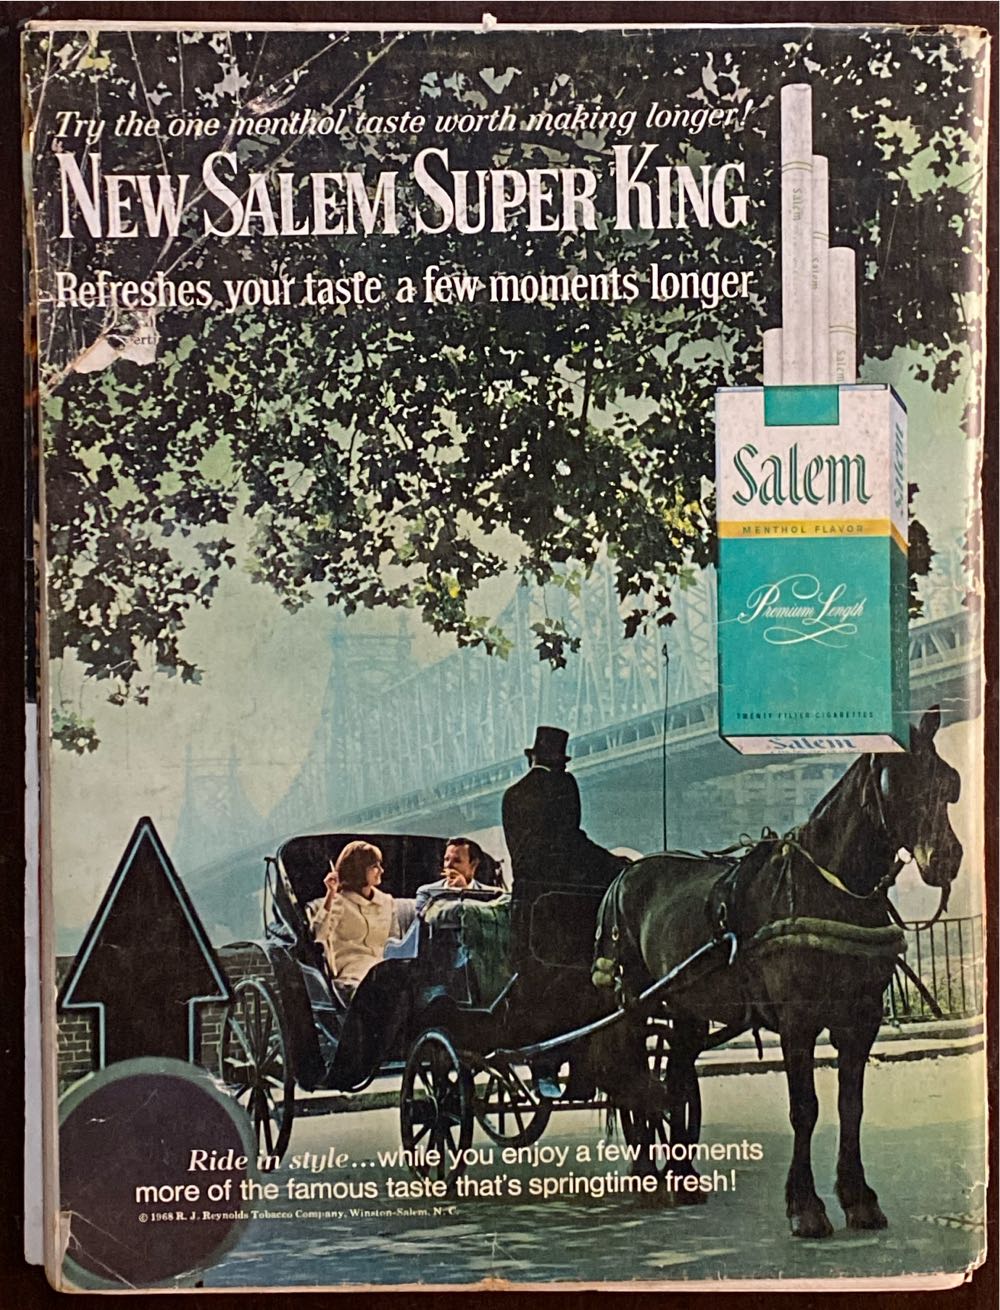 Try the one menthol taste worth making longer!
NEW SALEM SUPER KING
Refreshes your taste a few moments longer
Salem
Salem
Salem
Salem
Salem
MENTHOL FLAVOR
Premium Length
TWENTY FILTER CIGARETTES
Salem
Ride in style...while you enjoy a few moments
more of the famous taste that's springtime fresh!
© 1968 R. J. Reynolds Tobacco Company, Winston-Salem, N. C.